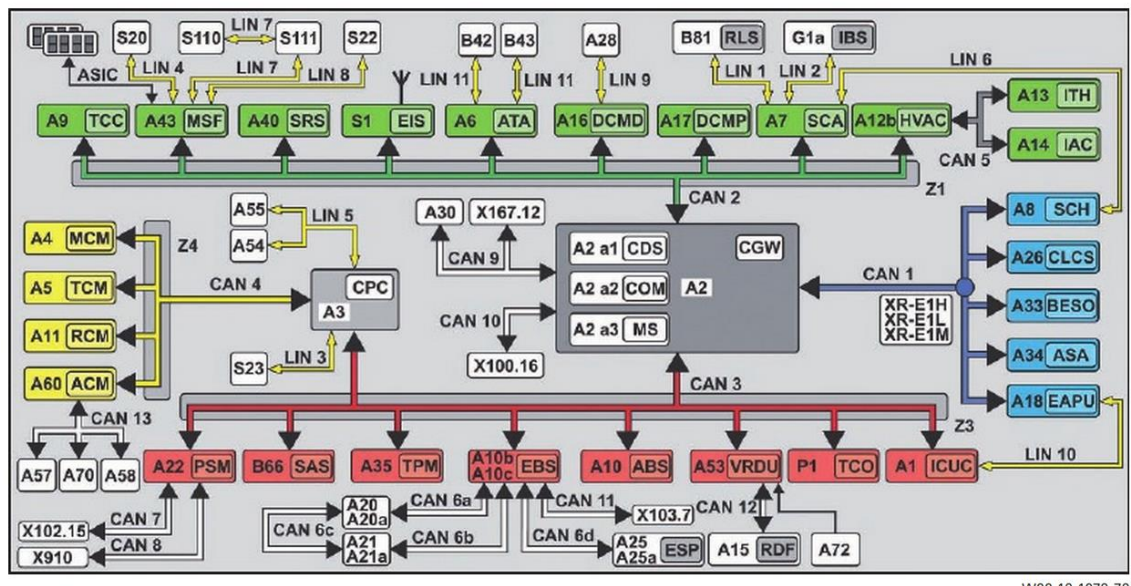 S20
S110
LIN 7
S111
S22
B42
B43
A28
B81 RLS
G1a IBS
LIN 6
ASIC
LIN 4
LIN 7
LIN 8
LIN 11
LIN 11
LIN 9
LIN 1
LIN 2
A9 TCC
A43 MSF
A40 SRS
S1 EIS
A6 ATA
A16 DCMD
A17 DCMP
A7 SCA
A12b HVAC
A13 ITH
A14 IAC
CAN 5
Z1
CAN 2
A55
A54
LIN 5
A30
X167.12
CAN 9
A4 MCM
A5 TCM
A11 RCM
A60 ACM
Z4
CAN 4
CPC
A3
A2 a1 CDS
A2 a2 COM
A2 a3 MS
A2
CGW
CAN 1
XR-E1H
XR-E1L
XR-E1M
A8 SCH
A26 CLCS
A33 BESO
A34 ASA
A18 EAPU
CAN 10
X100.16
S23
LIN 3
CAN 3
Z3
CAN 13
A57
A70
A58
A22 PSM
B66 SAS
A35 TPM
A10b
A10c
EBS
A10 ABS
A53 VRDU
P1 TCO
A1 ICUC
LIN 10
X102.15
CAN 7
X910
CAN 8
CAN 6c
A20
A20a
CAN 6a
A21
A21a
CAN 6b
CAN 11
X103.7
CAN 6d
A25
A25a
ESP
CAN 12
A15 RDF
A72